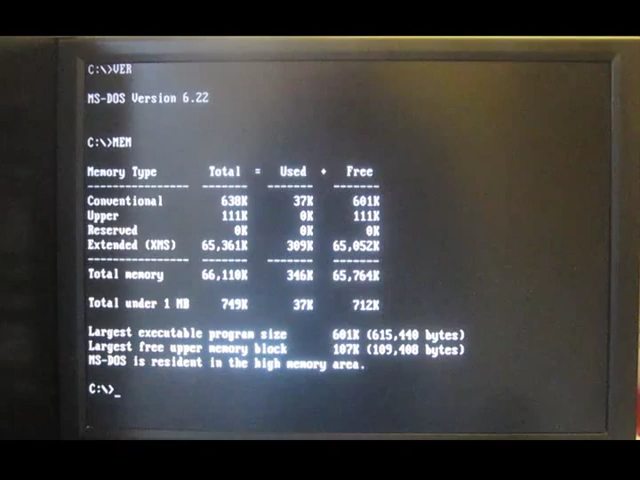 C:\>VER
MS-DOS Version 6.22
C:\>MEM
Memory Type Total = Used + Free
---------------- ------- ------- -------
Conventional 638K 37K 601K
Upper 111K 0K 111K
Reserved 0K 0K 0K
Extended (XMS) 65,361K 309K 65,052K
---------------- ------- ------- -------
Total memory 66,110K 346K 65,764K
Total under 1 MB 749K 37K 712K
Largest executable program size 601K (615,440 bytes)
Largest free upper memory block 107K (109,408 bytes)
MS-DOS is resident in the high memory area.
C:\>_